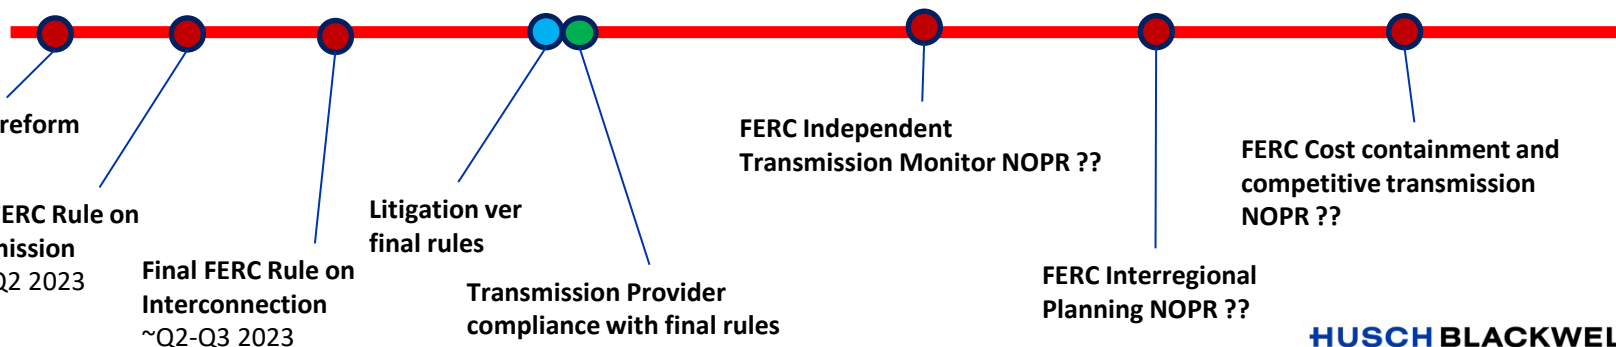 reform
ERC Rule on
ission
Q2 2023
Final FERC Rule on
Interconnection
~Q2-Q3 2023
Litigation ver
final rules
Transmission Provider
compliance with final rules
FERC Independent
Transmission Monitor NOPR ??
FERC Interregional
Planning NOPR ??
FERC Cost containment and
competitive transmission
NOPR ??
HUSCH BLACKWEL